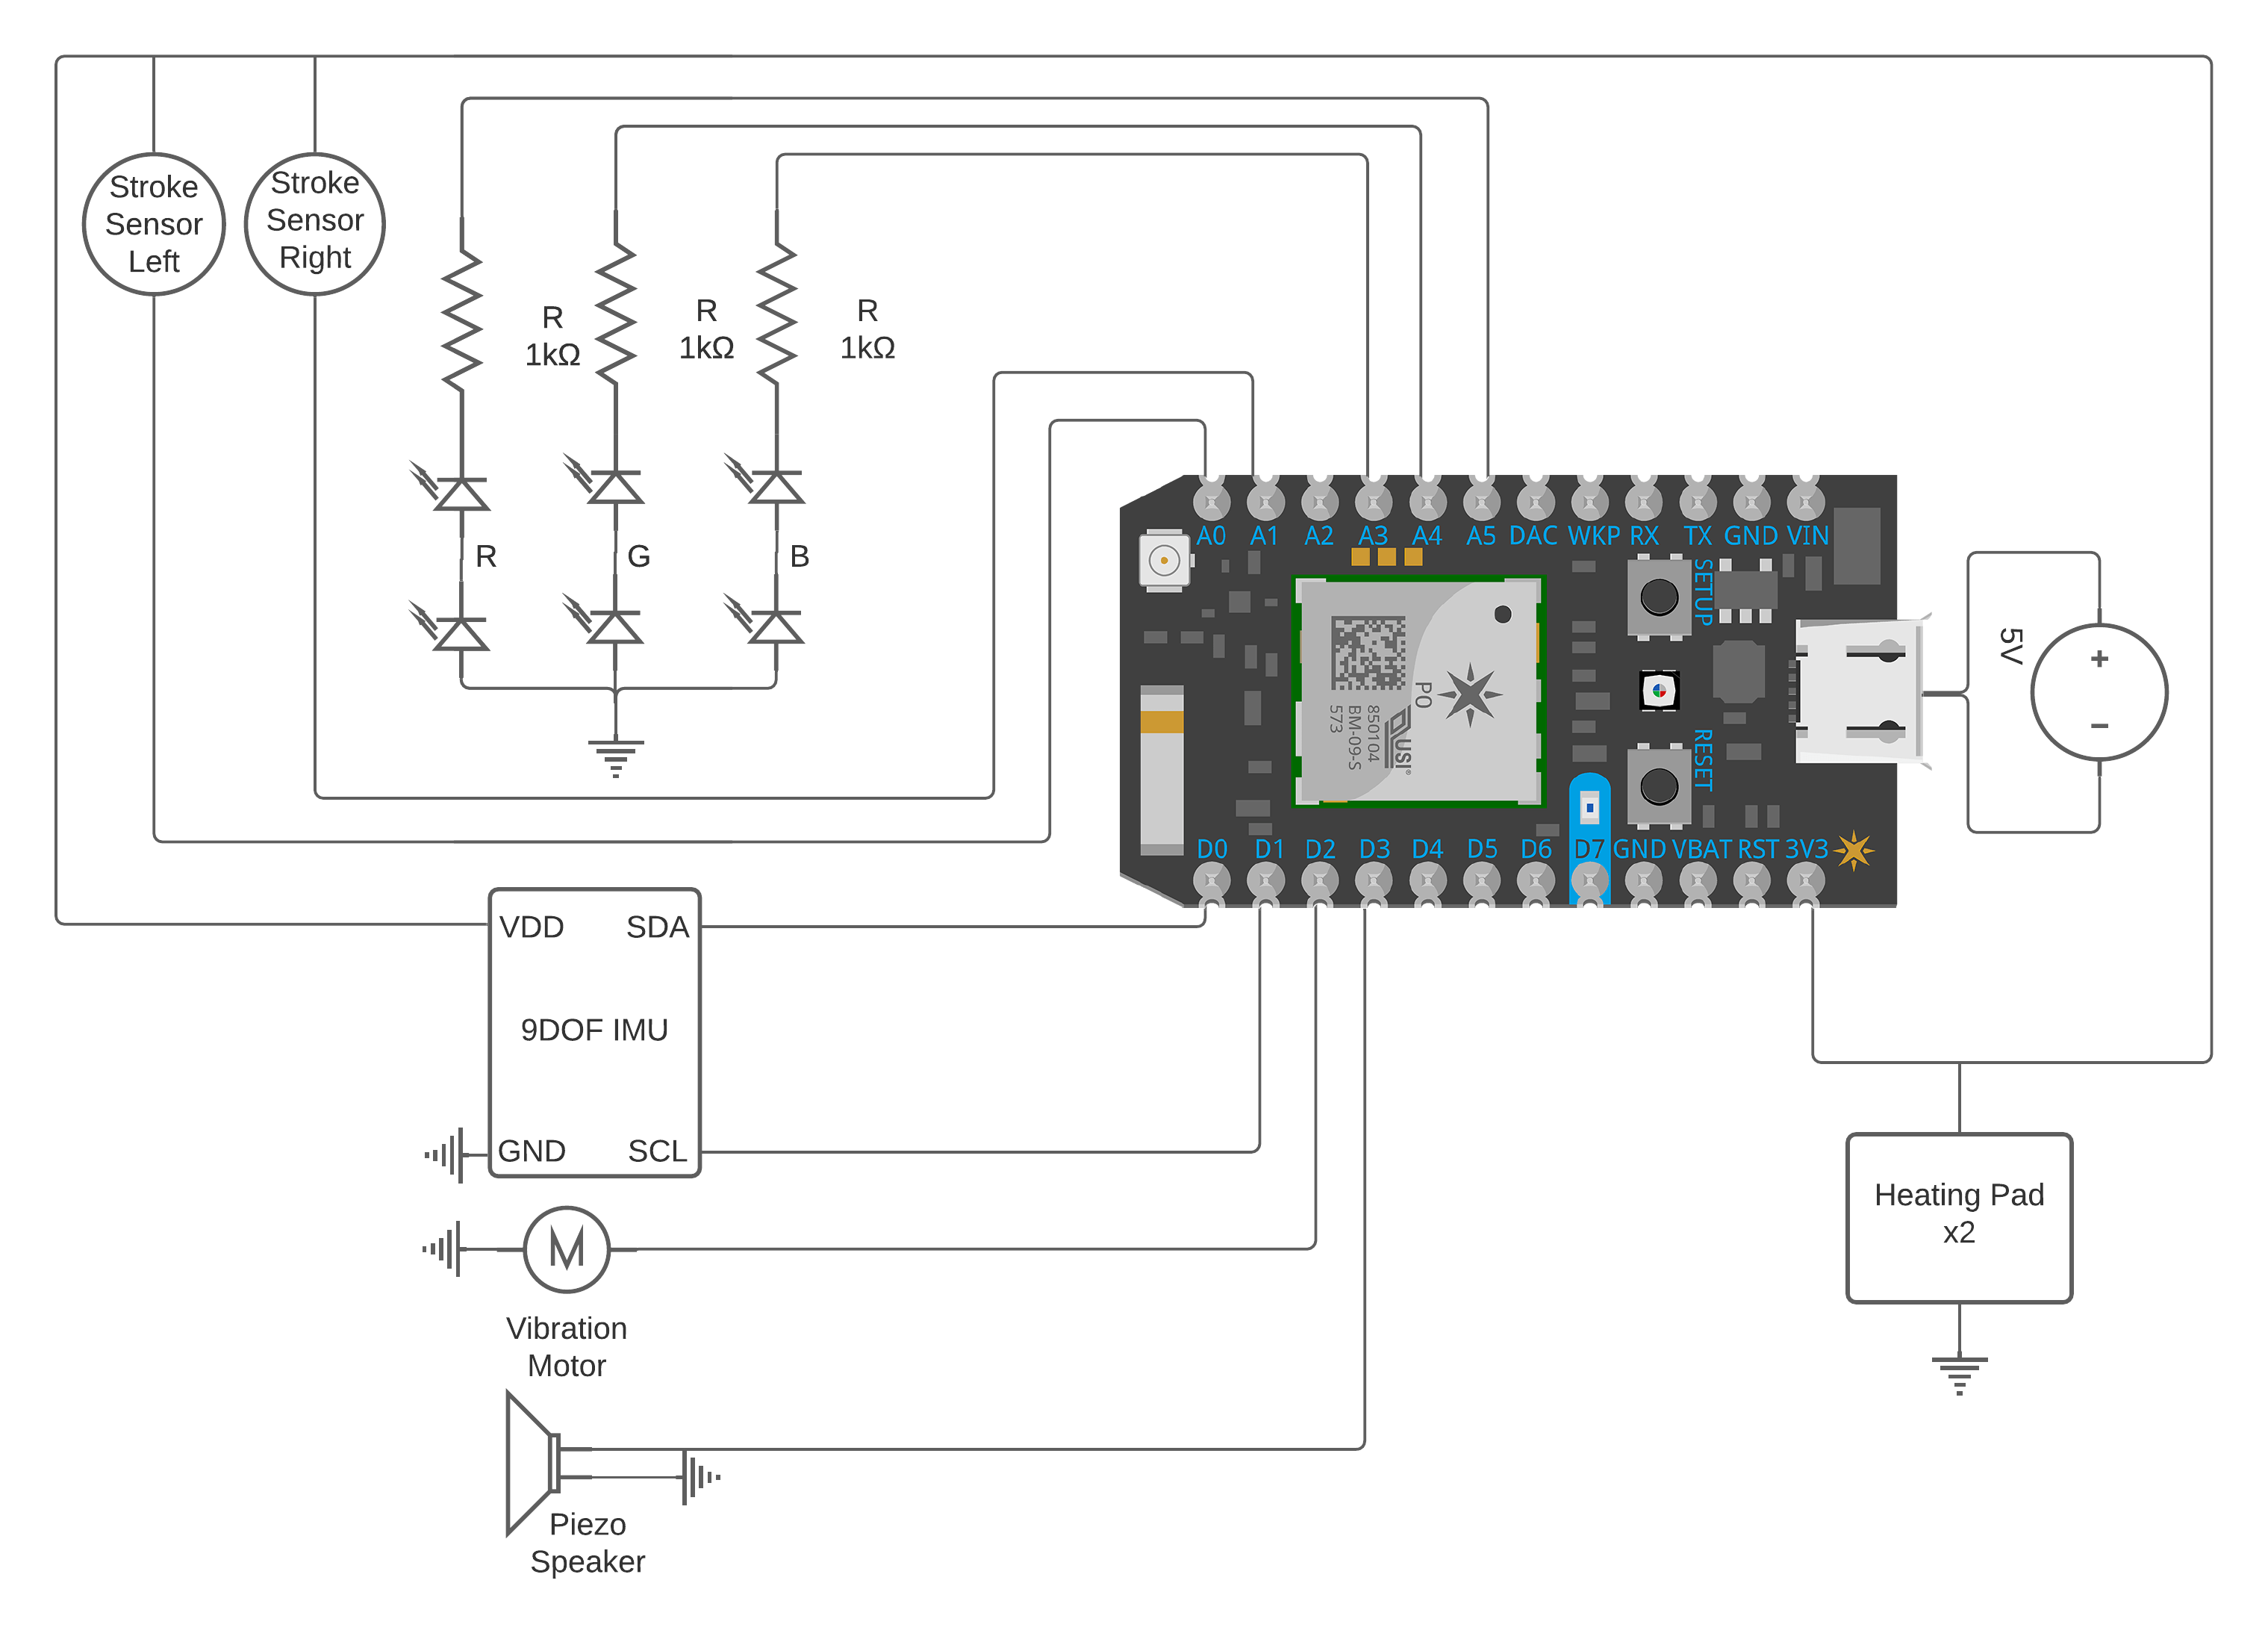 Stroke
Sensor
Left
Stroke
Sensor
Right
R
1kΩ
R
1kΩ
R
1kΩ
R
G
B
A0 A1 A2 A3 A4 A5 DAC WKP RX TX GND VIN
SETUP
RESET
P0
USI®
850104
BM-09-S
573
D0 D1 D2 D3 D4 D5 D6 D7 GND VBAT RST 3V3
5V
+
−
VDD SDA
9DOF IMU
GND SCL
M
Vibration
Motor
Piezo
Speaker
Heating Pad
x2